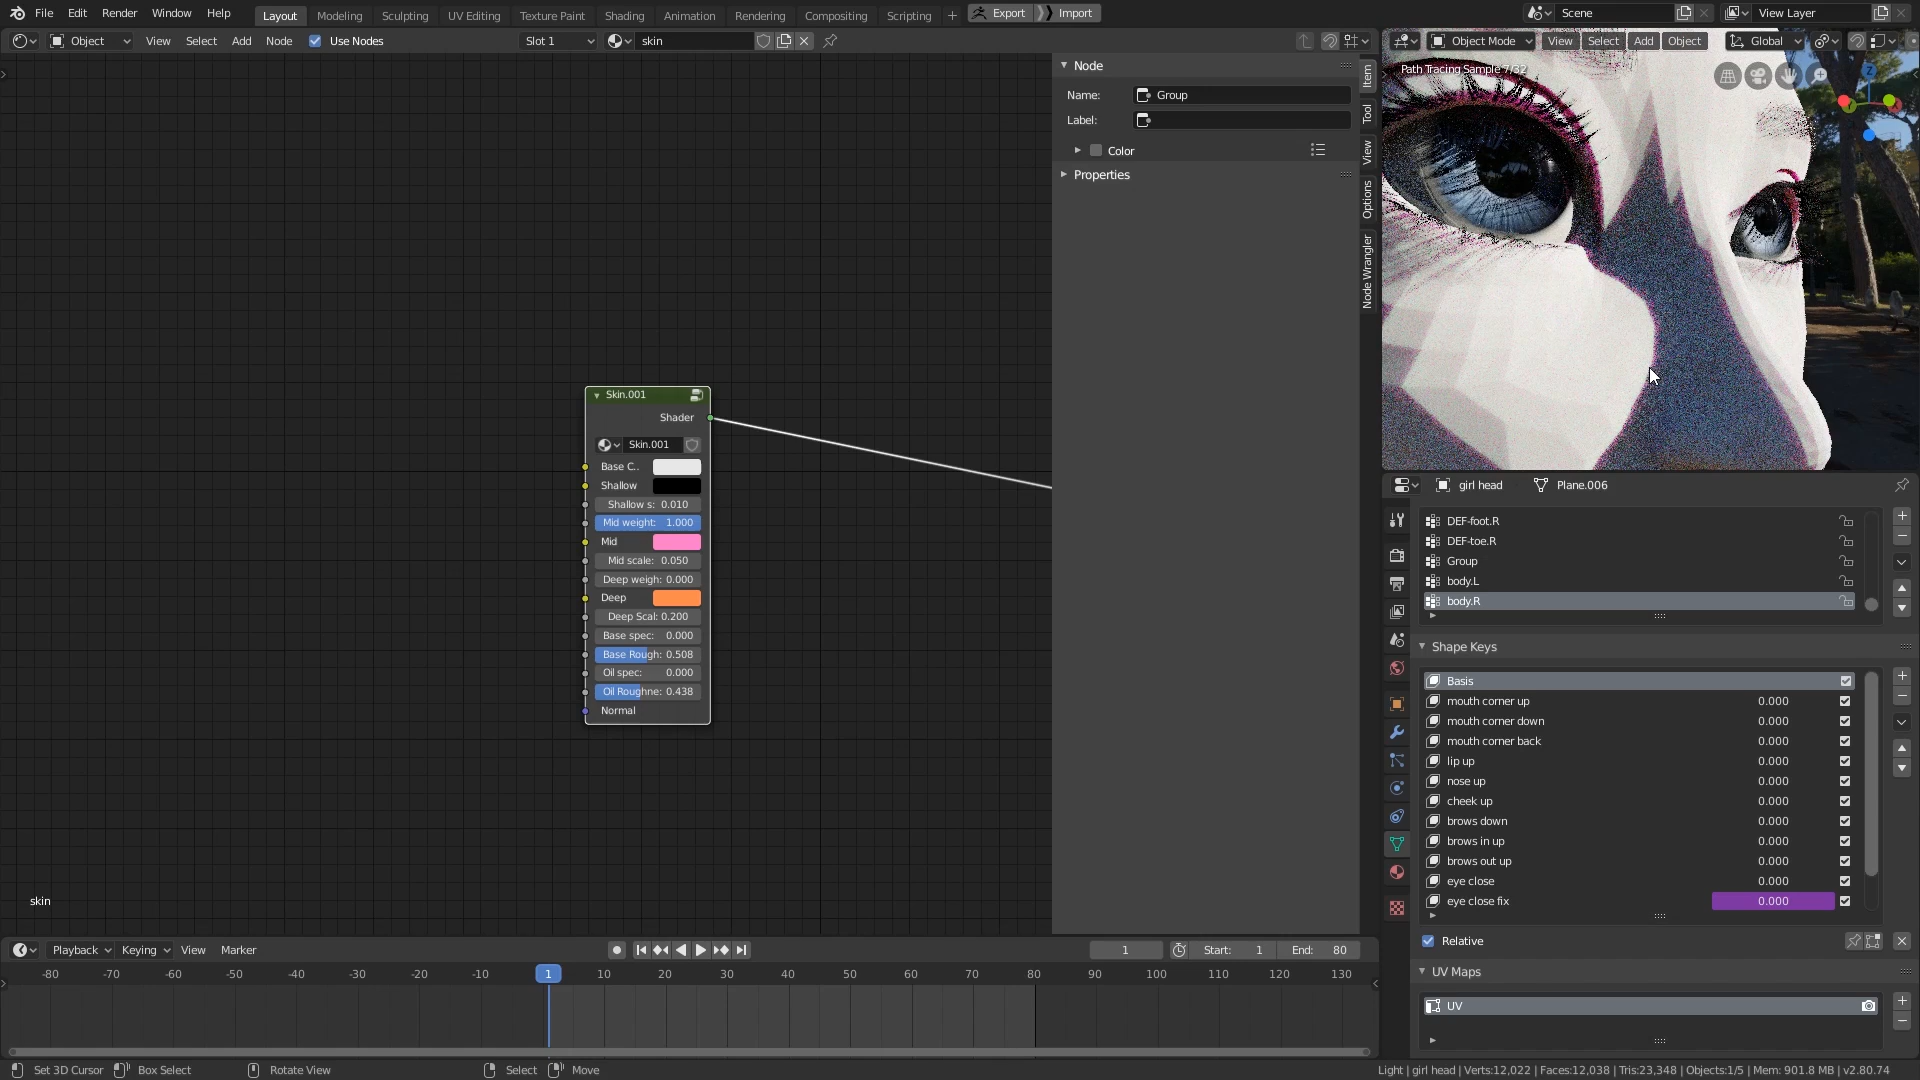 File Edit Render Window Help Layout Modeling Sculpting UV Editing Texture Paint Shading Animation Rendering Compositing Scripting + Export Import Scene View Layer
Object View Select Add Node Use Nodes Slot 1 skin
Object Mode View Select Add Object Global
Path Tracing Sample 7/32
Node
Name: Group
Label:
Color
Properties
Item
Tool
View
Options
Node Wrangler
Skin.001
Shader
Skin.001
Base C..
Shallow
Shallow s: 0.010
Mid weight: 1.000
Mid
Mid scale: 0.050
Deep weigh: 0.000
Deep
Deep Scal: 0.200
Base spec: 0.000
Base Rough: 0.508
Oil spec: 0.000
Oil Roughne: 0.438
Normal
skin
girl head Plane.006
DEF-foot.R
DEF-toe.R
Group
body.L
body.R
Shape Keys
Basis
mouth corner up 0.000
mouth corner down 0.000
mouth corner back 0.000
lip up 0.000
nose up 0.000
cheek up 0.000
brows down 0.000
brows in up 0.000
brows out up 0.000
eye close 0.000
eye close fix 0.000
Relative
UV Maps
UV
Playback Keying View Marker 1 Start: 1 End: 80
-80 -70 -60 -50 -40 -30 -20 -10 1 10 20 30 40 50 60 70 80 90 100 110 120 130
Set 3D Cursor Box Select Rotate View Select Move Light | girl head | Verts:12,022 | Faces:12,038 | Tris:23,348 | Objects:1/5 | Mem: 901.8 MB | v2.80.74